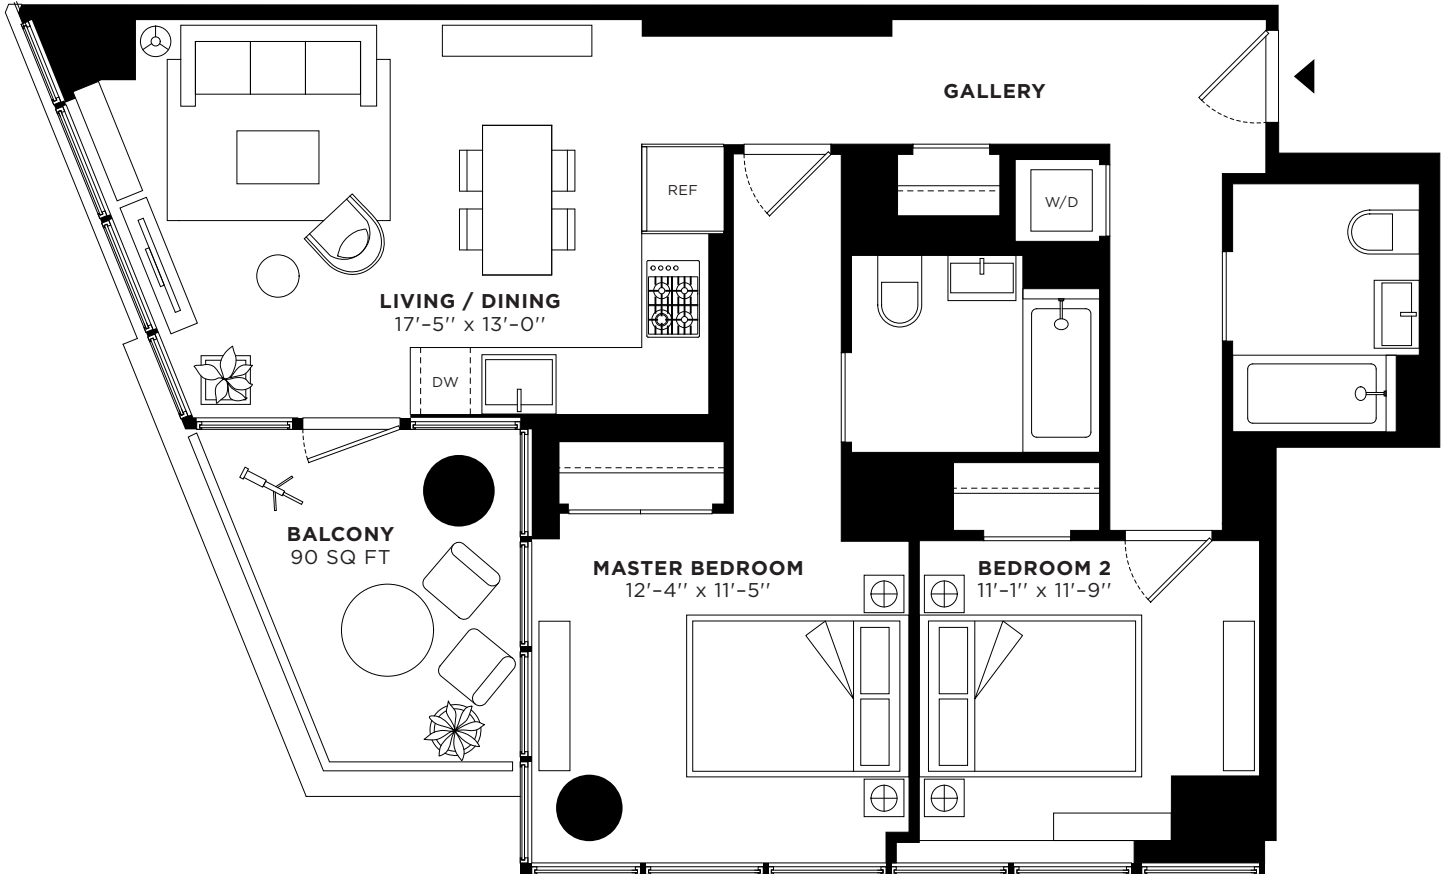 GALLERY
REF
W/D
LIVING / DINING
17'-5'' x 13'-0''
DW
BALCONY
90 SQ FT
MASTER BEDROOM
12'-4'' x 11'-5''
BEDROOM 2
11'-1'' x 11'-9''